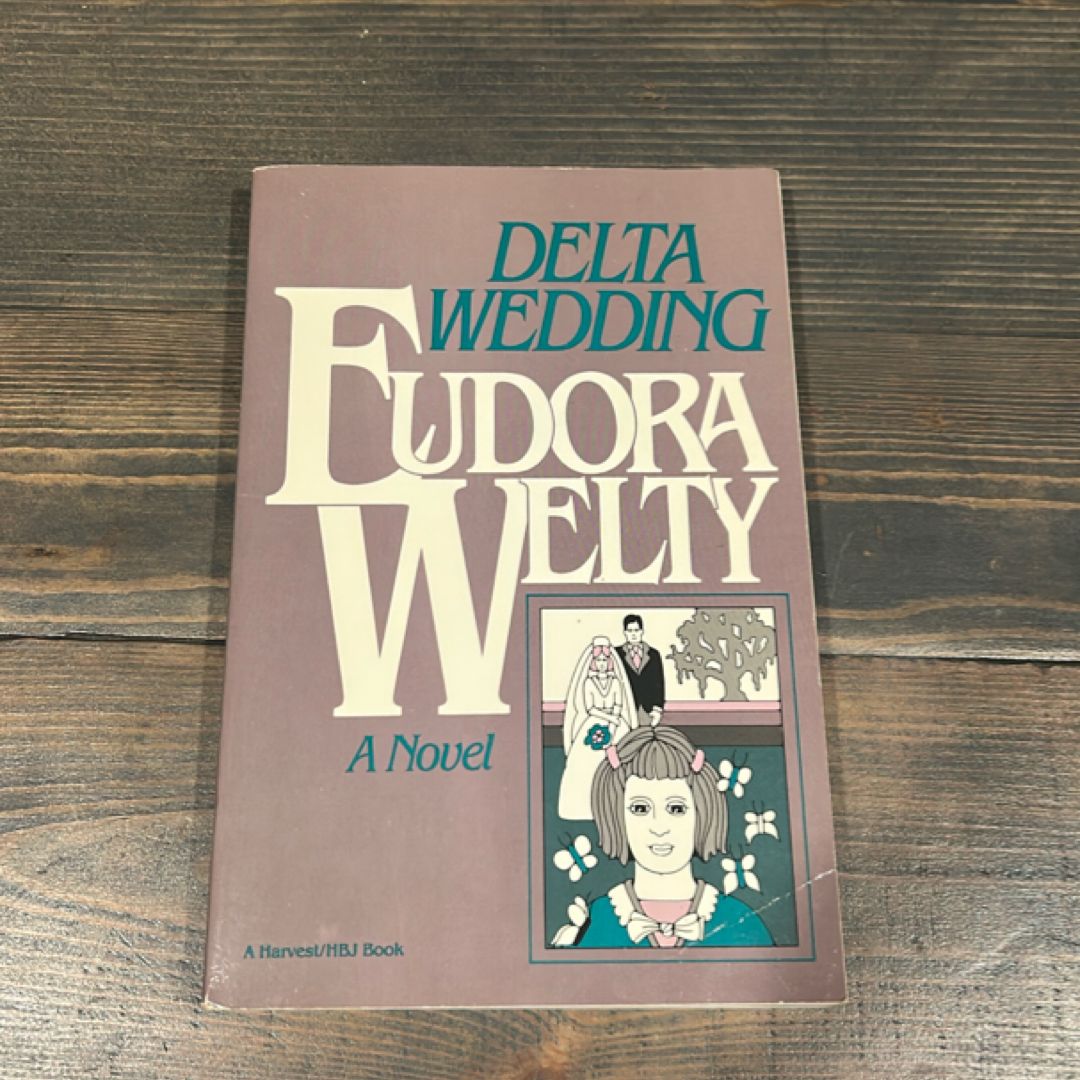 DELTA
WEDDING
EUDORA
WELTY
A Novel
A Harvest/HBJ Book